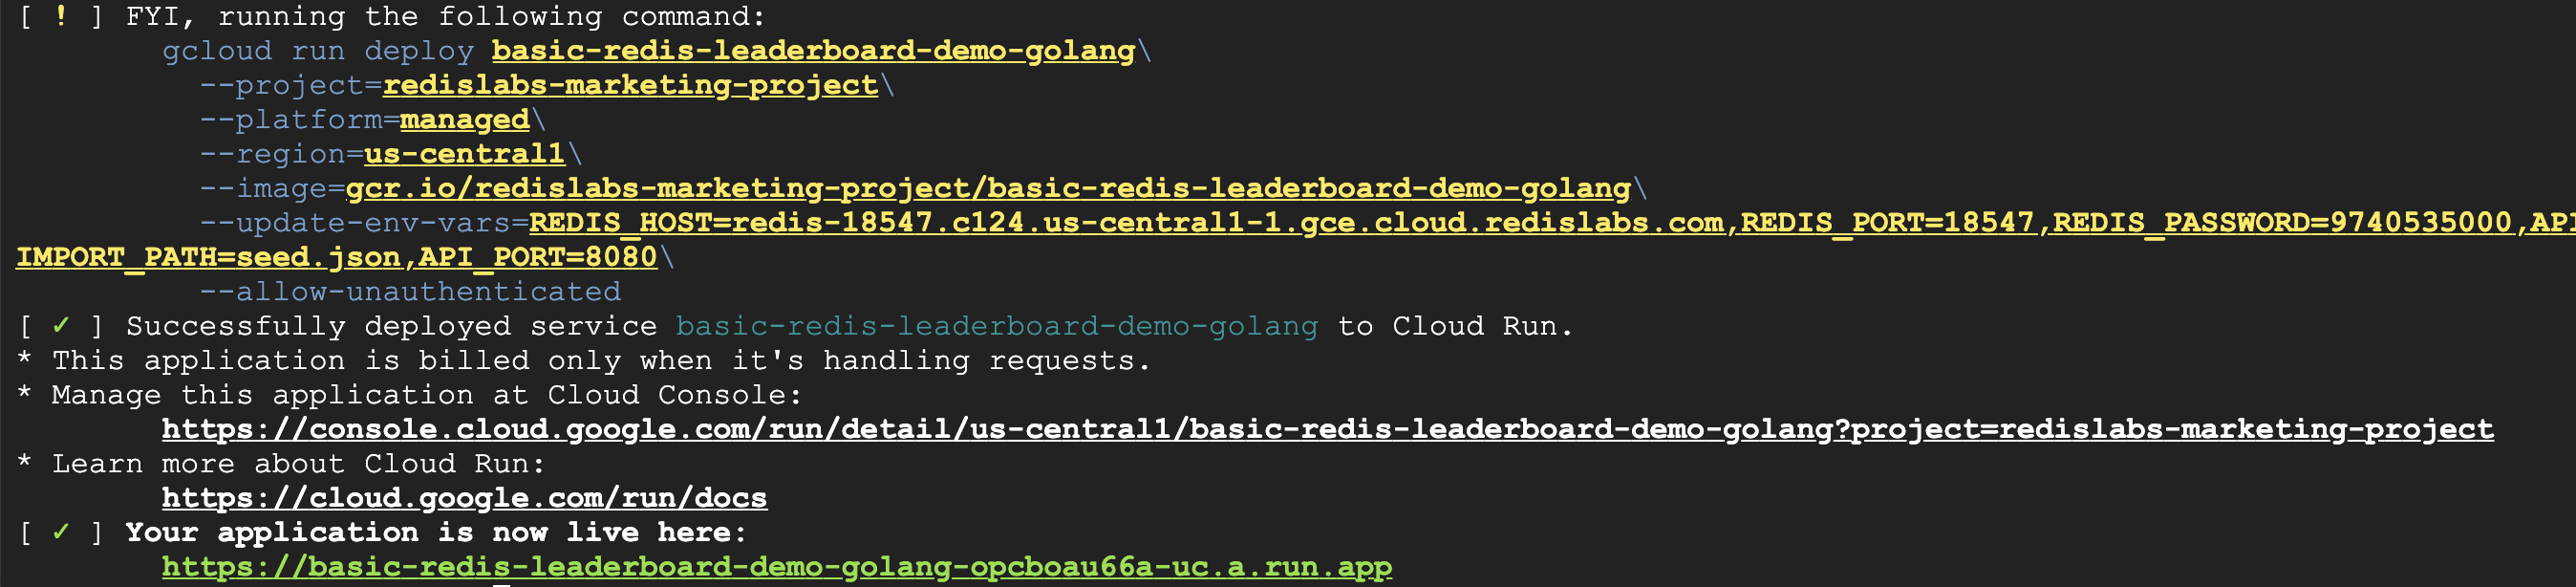 [ ! ] FYI, running the following command:
gcloud run deploy basic-redis-leaderboard-demo-golang\
--project=redislabs-marketing-project\
--platform=managed\
--region=us-central1\
--image=gcr.io/redislabs-marketing-project/basic-redis-leaderboard-demo-golang\
--update-env-vars=REDIS_HOST=redis-18547.c124.us-central1-1.gce.cloud.redislabs.com,REDIS_PORT=18547,REDIS_PASSWORD=9740535000,API
IMPORT_PATH=seed.json,API_PORT=8080\
--allow-unauthenticated
[ ✓ ] Successfully deployed service basic-redis-leaderboard-demo-golang to Cloud Run.
* This application is billed only when it's handling requests.
* Manage this application at Cloud Console:
https://console.cloud.google.com/run/detail/us-central1/basic-redis-leaderboard-demo-golang?project=redislabs-marketing-project
* Learn more about Cloud Run:
https://cloud.google.com/run/docs
[ ✓ ] Your application is now live here:
https://basic-redis-leaderboard-demo-golang-opcboau66a-uc.a.run.app